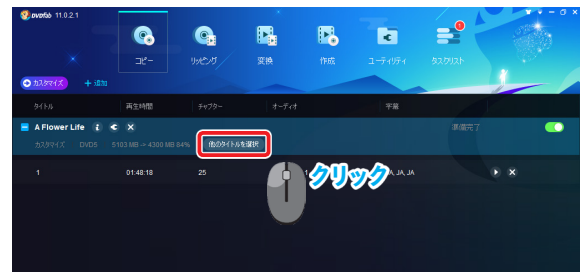 DVDFab 11.0.2.1
コピー リッピング 変換 作成 ユーティリティ タスクリスト
カスタマイズ + 追加
タイトル 再生時間 チャプター オーディオ 字幕
A Flower Life 準備完了
カスタマイズ DVD5 5103 MB -> 4300 MB 84% 他のタイトルを選択
クリック
1 01:48:18 25 JA, JA